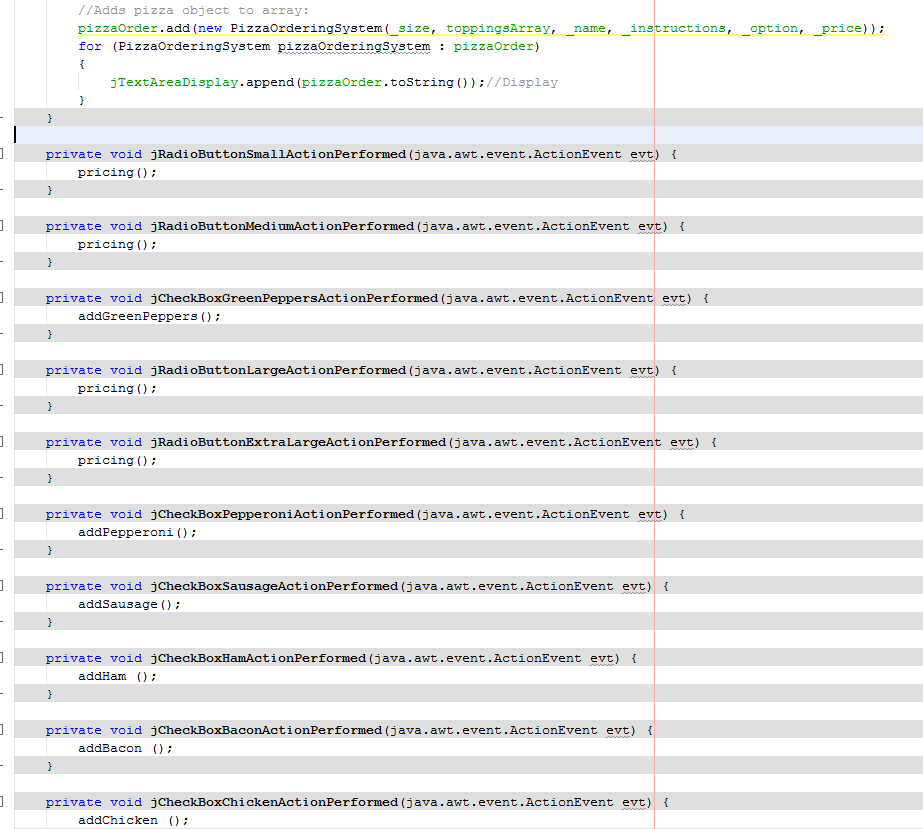 //Adds pizza object to array:
pizzaOrder.add(new PizzaOrderingSystem(_size, toppingsArray, _name, _instructions, _option, _price));
for (PizzaOrderingSystem pizzaOrderingSystem : pizzaOrder)
{
jTextAreaDisplay.append(pizzaOrder.toString());//Display
}
}
private void jRadioButtonSmallActionPerformed(java.awt.event.ActionEvent evt) {
pricing();
}
private void jRadioButtonMediumActionPerformed(java.awt.event.ActionEvent evt) {
pricing();
}
private void jCheckBoxGreenPeppersActionPerformed(java.awt.event.ActionEvent evt) {
addGreenPeppers();
}
private void jRadioButtonLargeActionPerformed(java.awt.event.ActionEvent evt) {
pricing();
}
private void jRadioButtonExtraLargeActionPerformed(java.awt.event.ActionEvent evt) {
pricing();
}
private void jCheckBoxPepperoniActionPerformed(java.awt.event.ActionEvent evt) {
addPepperoni();
}
private void jCheckBoxSausageActionPerformed(java.awt.event.ActionEvent evt) {
addSausage();
}
private void jCheckBoxHamActionPerformed(java.awt.event.ActionEvent evt) {
addHam ();
}
private void jCheckBoxBaconActionPerformed(java.awt.event.ActionEvent evt) {
addBacon ();
}
private void jCheckBoxChickenActionPerformed(java.awt.event.ActionEvent evt) {
addChicken ();